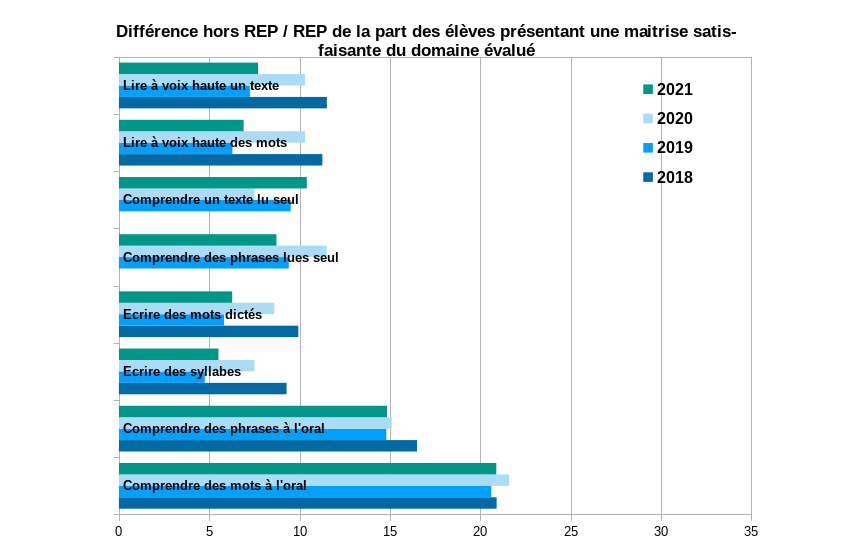 Différence hors REP / REP de la part des élèves présentant une maitrise satis-
faisante du domaine évalué
Lire à voix haute un texte
Lire à voix haute des mots
Comprendre un texte lu seul
Comprendre des phrases lues seul
Ecrire des mots dictés
Ecrire des syllabes
Comprendre des phrases à l'oral
Comprendre des mots à l'oral
2021
2020
2019
2018
0 5 10 15 20 25 30 35